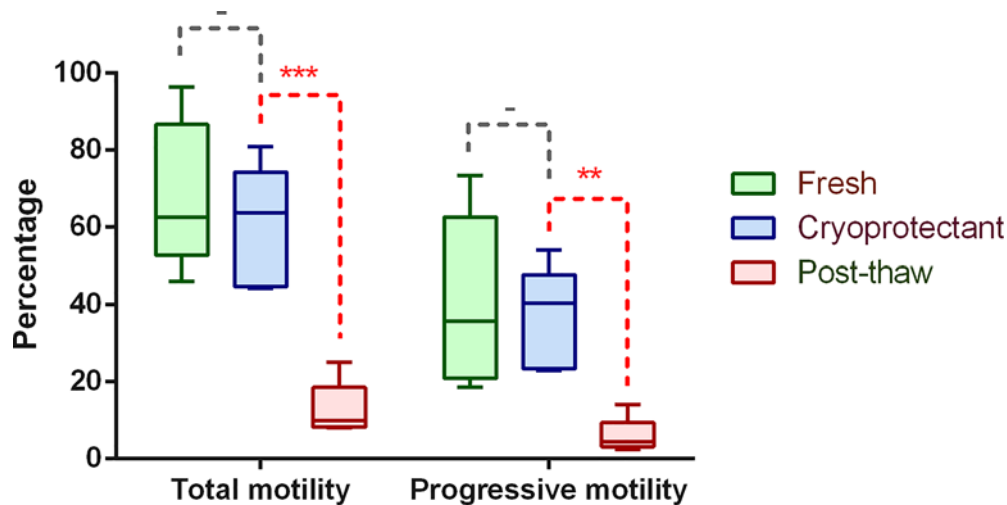 -
***
-
**
100
80
60
40
20
0
Percentage
Total motility
Progressive motility
Fresh
Cryoprotectant
Post-thaw